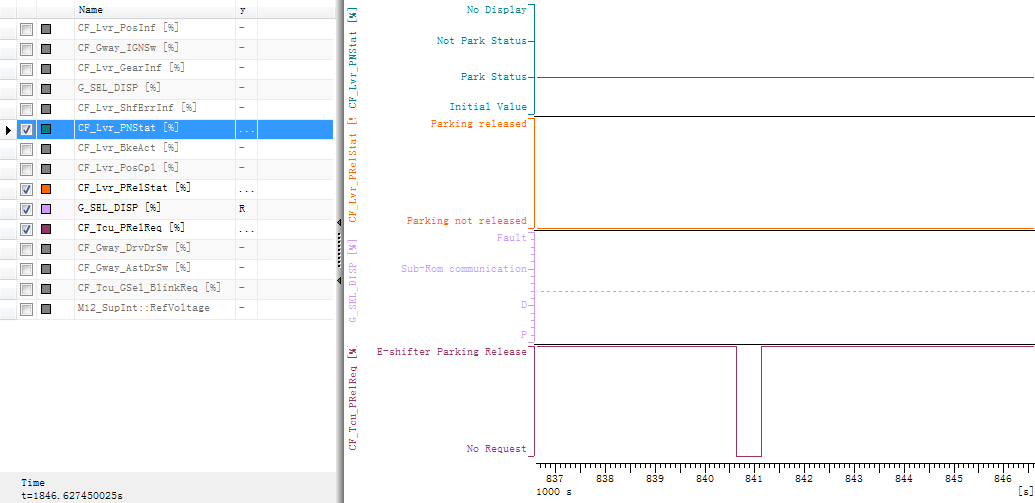 Name y
CF_Lvr_PosInf [%] -
CF_Gway_IGNSw [%] -
CF_Lvr_GearInf [%] -
G_SEL_DISP [%] -
CF_Lvr_ShfErrInf [%] -
CF_Lvr_PNStat [%] ...
CF_Lvr_BkeAct [%] -
CF_Lvr_PosCpl [%] -
CF_Lvr_PRelStat [%] ...
G_SEL_DISP [%] R
CF_Tcu_PRelReq [%] ...
CF_Gway_DrvDrSw [%] -
CF_Gway_AstDrSw [%] -
CF_Tcu_GSel_BlinkReq [%] -
M12_SupInt::RefVoltage -
Time
t=1846.627450025s
CF_Lvr_PNStat [%]
No Display
Not Park Status
Park Status
Initial Value
CF_Lvr_PRelStat [
Parking released
Parking not released
G_SEL_DISP [%]
Fault
Sub-Rom communication
D
P
CF_Tcu_PRelReq [%
E-shifter Parking Release
No Request
837 838 839 840 841 842 843 844 845 846
1000 s [s]